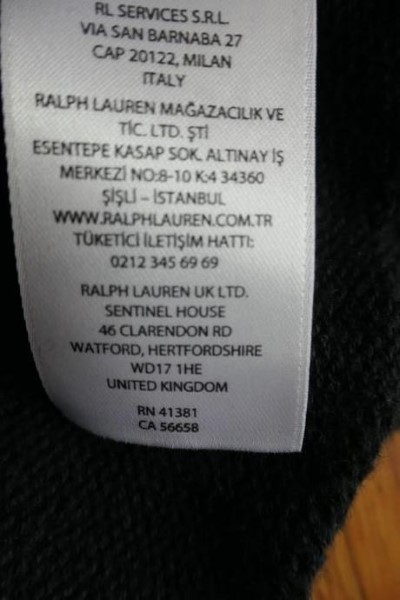 RL SERVICES S.R.L.
VIA SAN BARNABA 27
CAP 20122, MILAN
ITALY
RALPH LAUREN MAĞAZACILIK VE
TİC. LTD. ŞTİ
ESENTEPE KASAP SOK. ALTINAY İŞ
MERKEZİ NO:8-10 K:4 34360
ŞİŞLİ – İSTANBUL
WWW.RALPHLAUREN.COM.TR
TÜKETİCİ İLETİŞİM HATTI:
0212 345 69 69
RALPH LAUREN UK LTD.
SENTINEL HOUSE
46 CLARENDON RD
WATFORD, HERTFORDSHIRE
WD17 1HE
UNITED KINGDOM
RN 41381
CA 56658